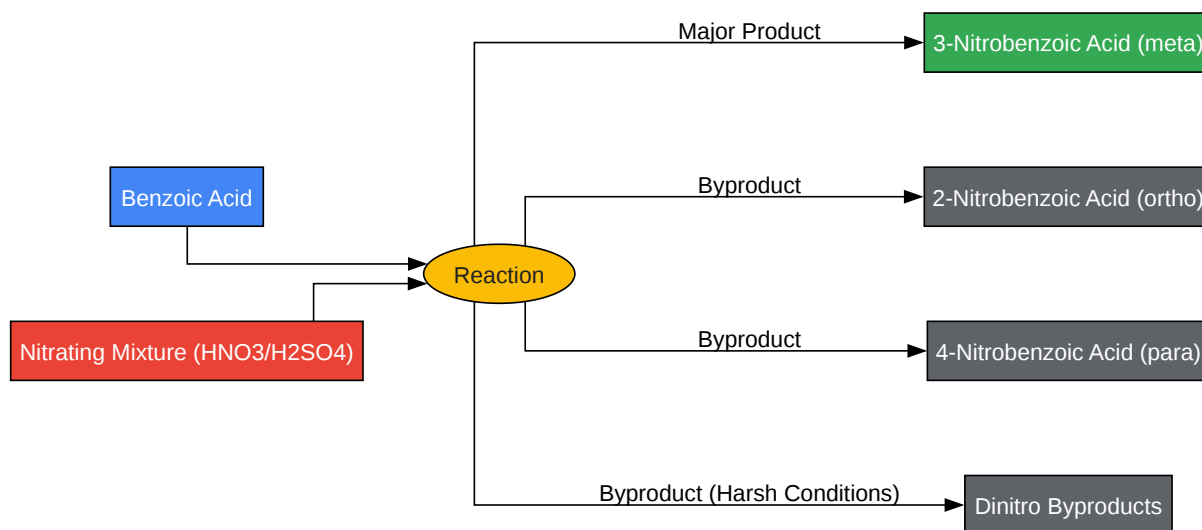 Major Product
3-Nitrobenzoic Acid (meta)
Benzoic Acid
Byproduct
2-Nitrobenzoic Acid (ortho)
Reaction
Nitrating Mixture (HNO3/H2SO4)
Byproduct
4-Nitrobenzoic Acid (para)
Byproduct (Harsh Conditions)
Dinitro Byproducts